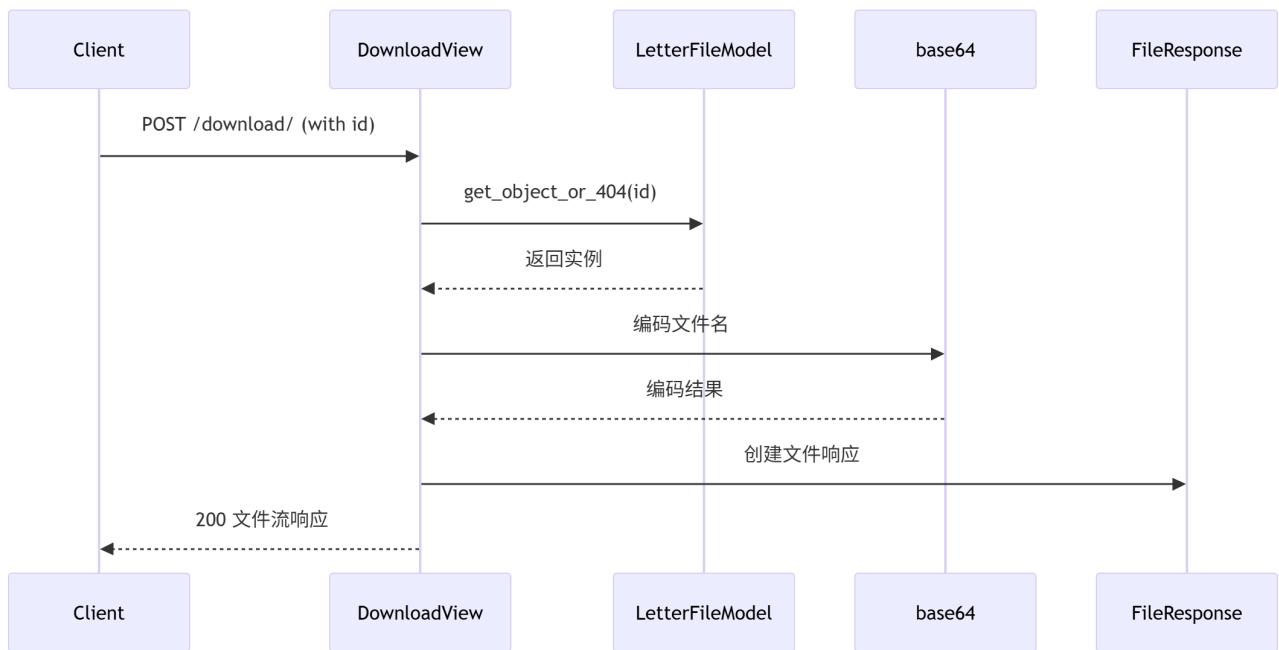 Client
DownloadView
LetterFileModel
base64
FileResponse
POST /download/ (with id)
get_object_or_404(id)
返回实例
编码文件名
编码结果
创建文件响应
200 文件流响应
Client
DownloadView
LetterFileModel
base64
FileResponse